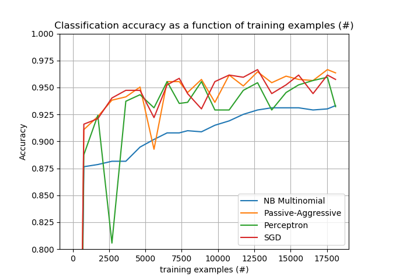 Classification accuracy as a function of training examples (#)
1.000
0.975
0.950
0.925
0.900
0.875
0.850
0.825
0.800
Accuracy
NB Multinomial
Passive-Aggressive
Perceptron
SGD
0 2500 5000 7500 10000 12500 15000 17500
training examples (#)